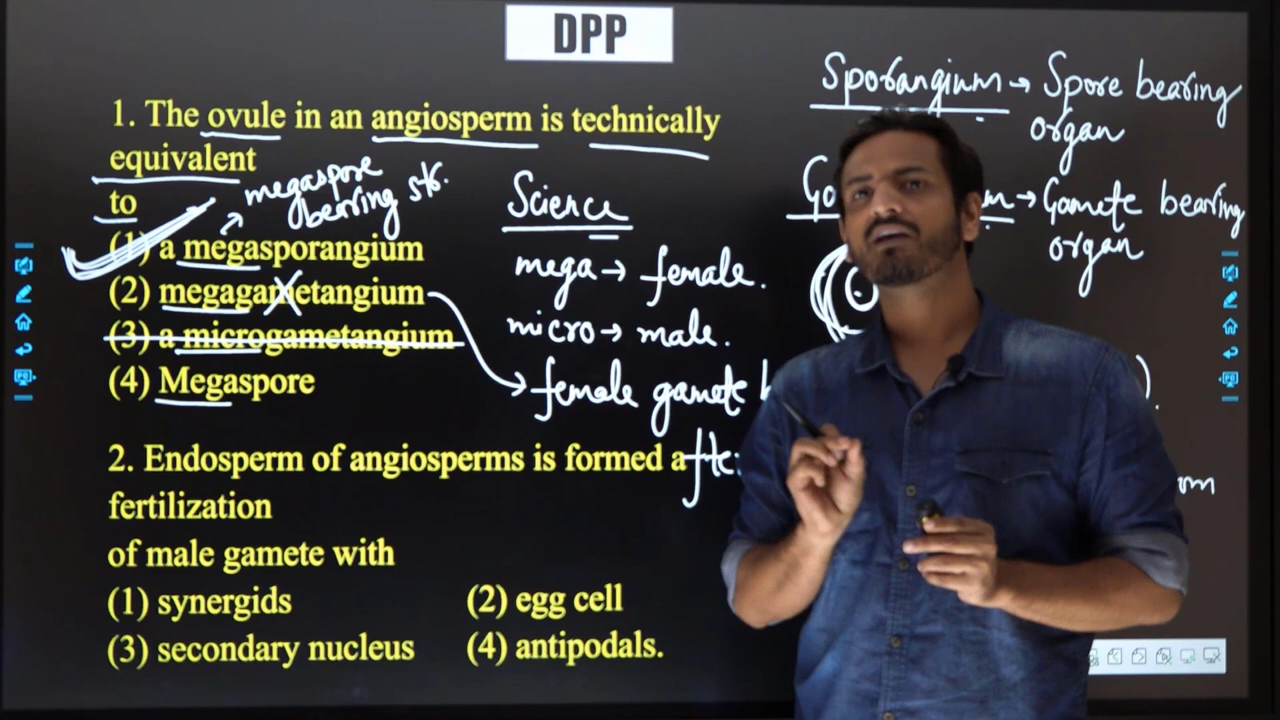 DPP
1. The ovule in an angiosperm is technically
equivalent
to
(1) a megasporangium
(2) megagametangium
(3) a microgametangium
(4) Megaspore
megaspore
bearing str.
Science
mega → female.
micro → male.
female gamete
Sporangium → Spore bearing
organ
→ Gamete bearing
organ
2. Endosperm of angiosperms is formed after
fertilization
of male gamete with
(1) synergids
(2) egg cell
(3) secondary nucleus
(4) antipodals.